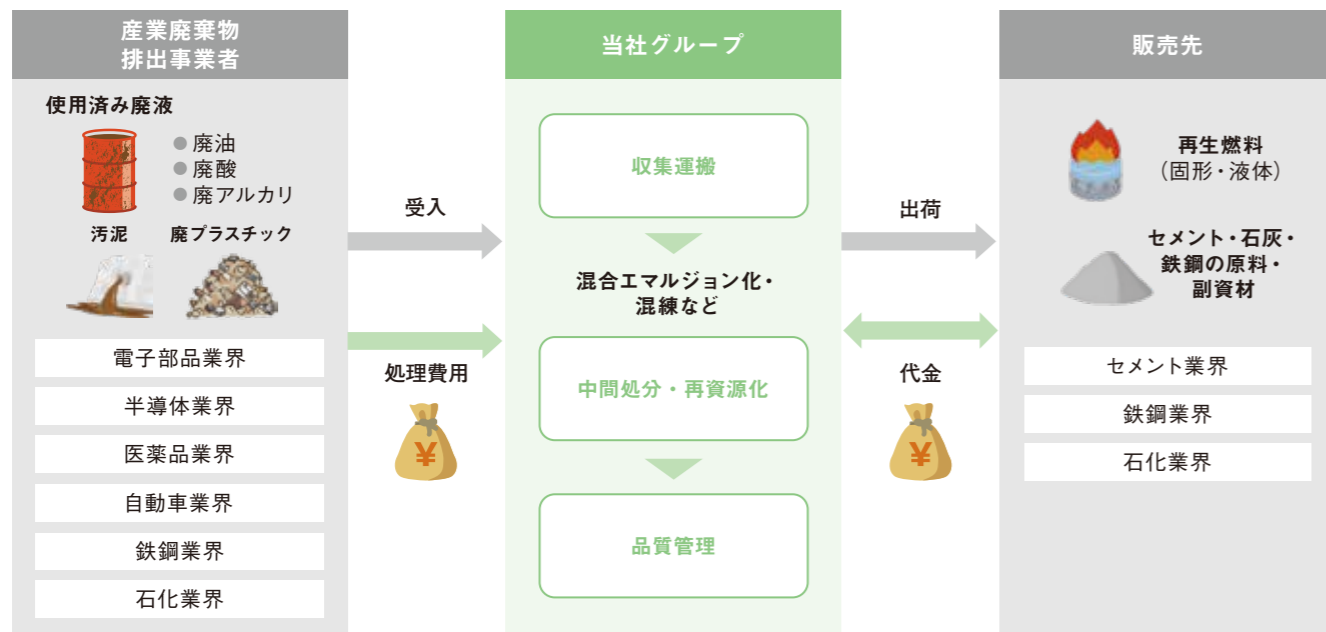 産業廃棄物
排出事業者
使用済み廃液
● 廃油
● 廃酸
● 廃アルカリ
汚泥
廃プラスチック
電子部品業界
半導体業界
医薬品業界
自動車業界
鉄鋼業界
石化業界
受入
処理費用
¥
当社グループ
収集運搬
混合エマルジョン化・
混練など
中間処分・再資源化
品質管理
出荷
代金
¥
販売先
再生燃料
（固形・液体）
セメント・石灰・
鉄鋼の原料・
副資材
セメント業界
鉄鋼業界
石化業界